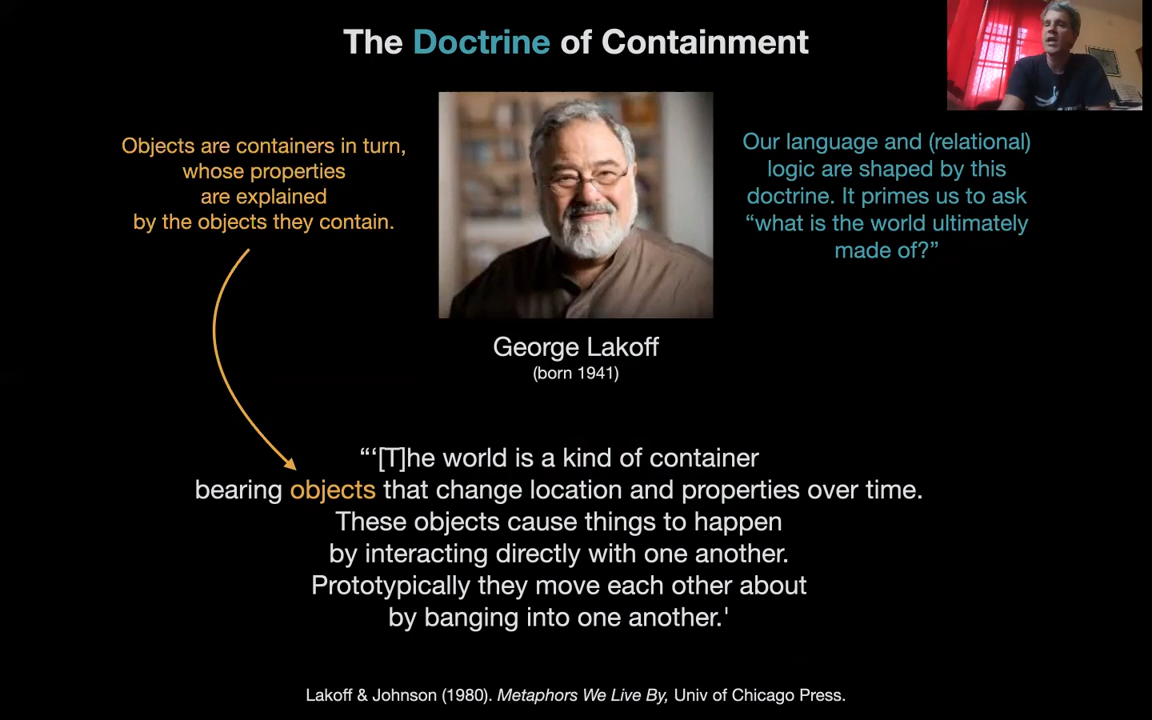 The Doctrine of Containment
Objects are containers in turn,
whose properties
are explained
by the objects they contain.
Our language and (relational)
logic are shaped by this
doctrine. It primes us to ask
“what is the world ultimately
made of?”
George Lakoff
(born 1941)
“‘[T]he world is a kind of container
bearing objects that change location and properties over time.
These objects cause things to happen
by interacting directly with one another.
Prototypically they move each other about
by banging into one another.'
Lakoff & Johnson (1980). Metaphors We Live By, Univ of Chicago Press.